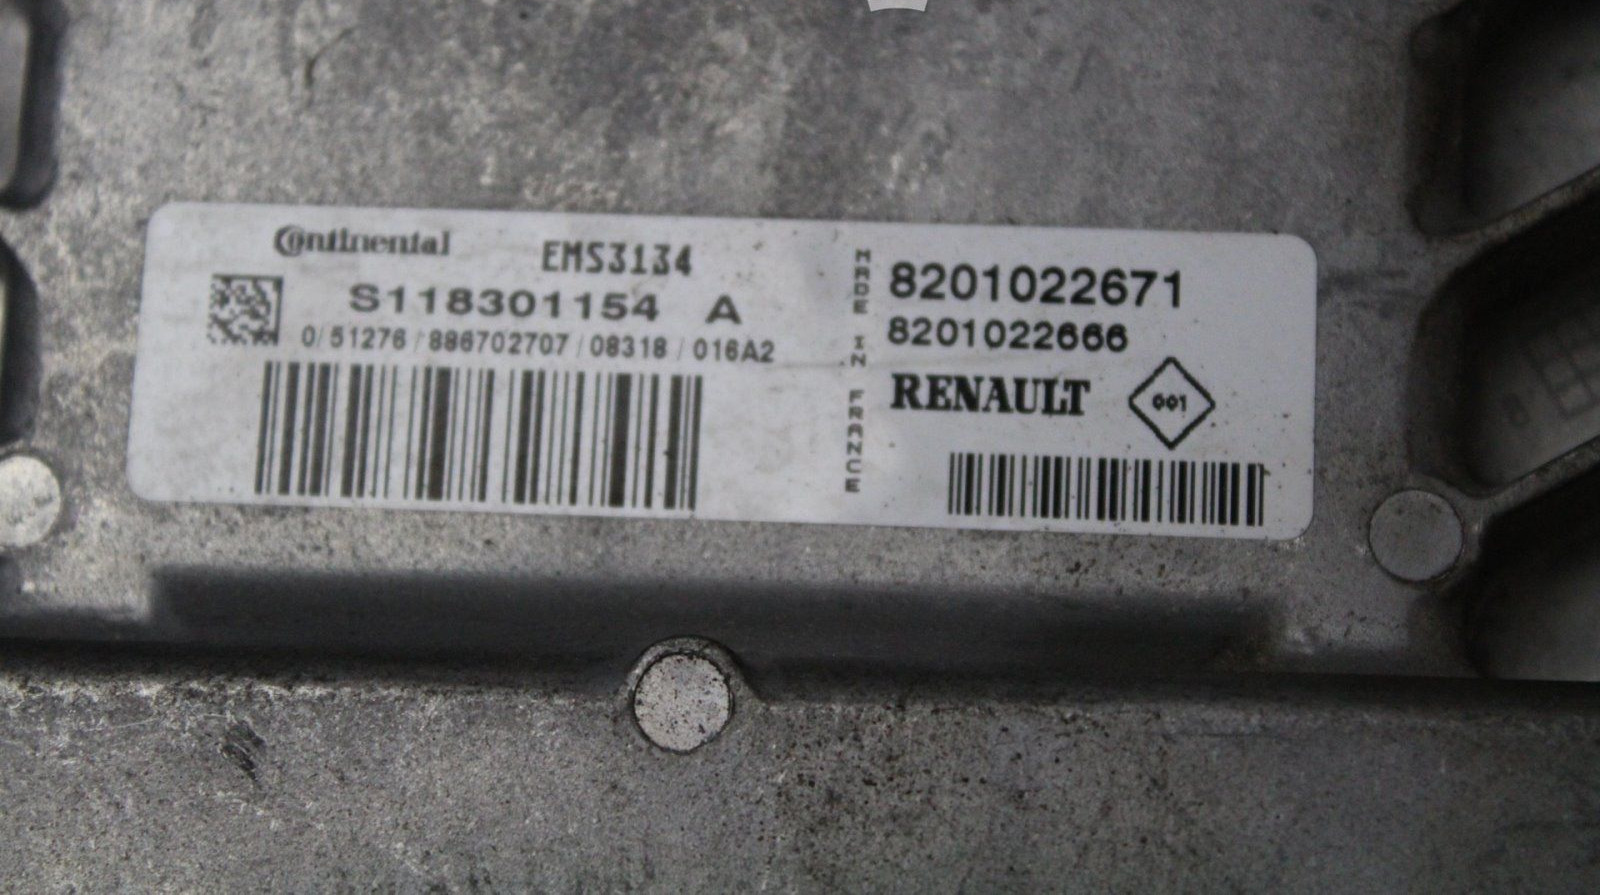 Continental EMS3134
S118301154 A
0/51276/886702707/08318/016A2
MADE IN FRANCE
8201022671
8201022666
RENAULT 001